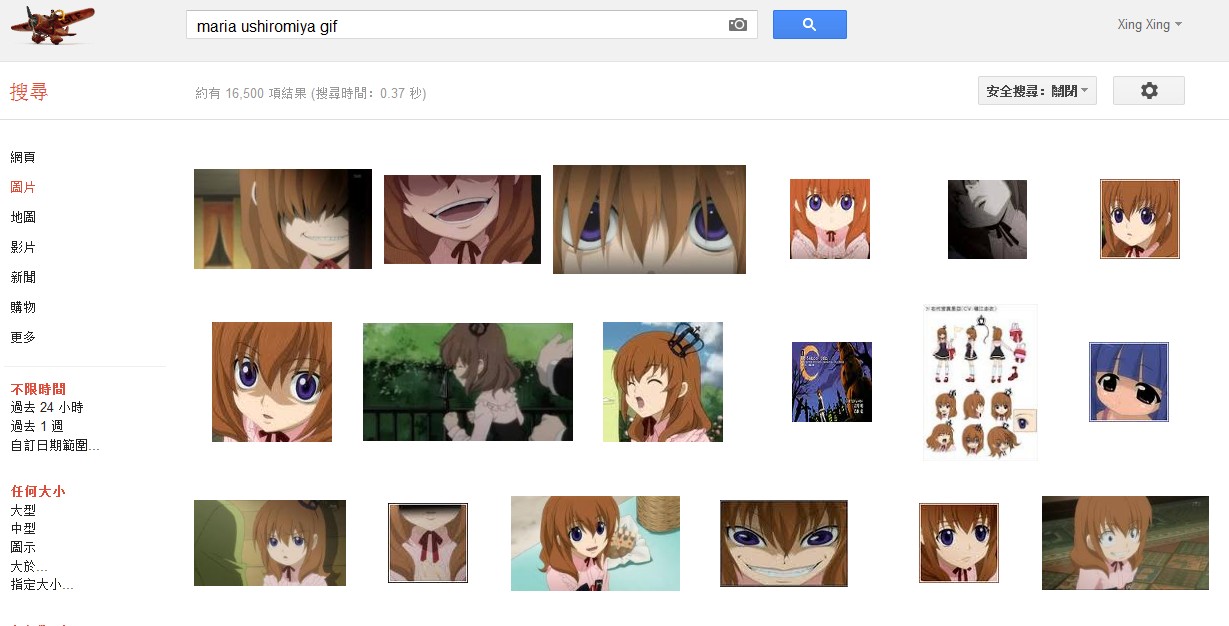 maria ushiromiya gif
Xing Xing
搜尋
約有 16,500 項結果 (搜尋時間：0.37 秒)
安全搜尋：關閉
網頁
圖片
地圖
影片
新聞
購物
更多
不限時間
過去 24 小時
過去 1 週
自訂日期範圍...
任何大小
大型
中型
圖示
大於...
指定大小...